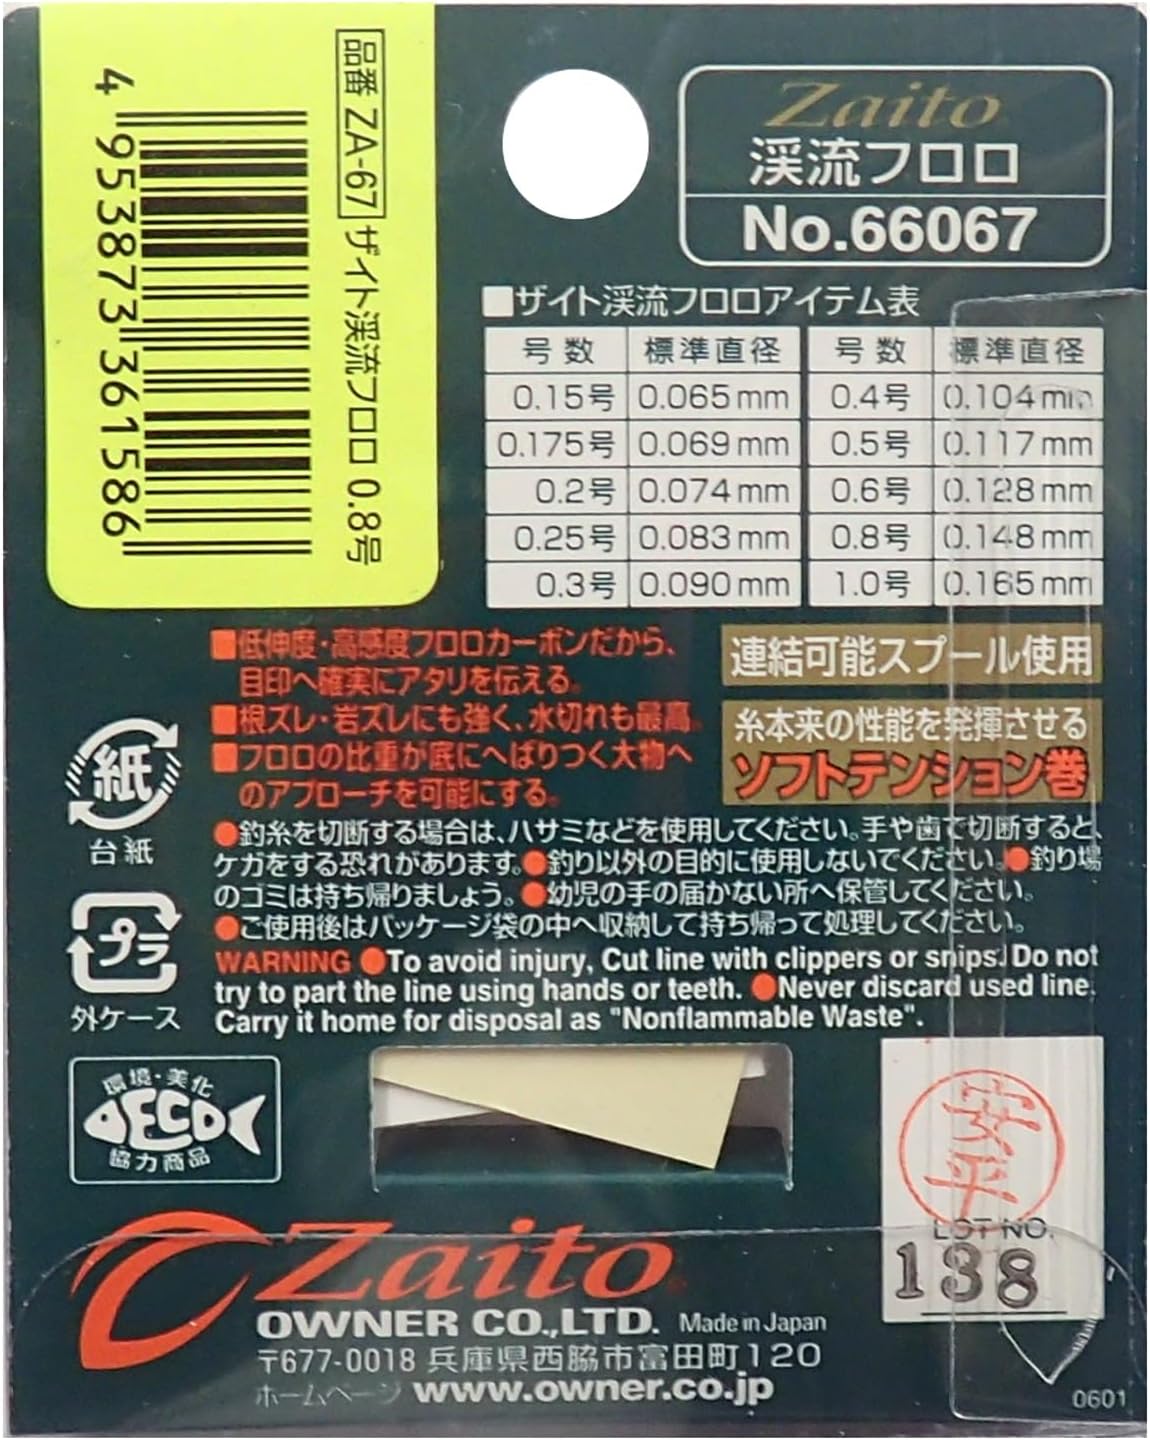 品番 ZA-67 ザイト渓流フロロ 0.8号
4 953873 361586
Zaito
渓流フロロ
No.66067
■ザイト渓流フロロアイテム表
号数 標準直径 号数 標準直径
0.15号 0.065mm 0.4号 0.104mm
0.175号 0.069mm 0.5号 0.117mm
0.2号 0.074mm 0.6号 0.128mm
0.25号 0.083mm 0.8号 0.148mm
0.3号 0.090mm 1.0号 0.165mm
■低伸度・高感度フロロカーボンだから、
目印へ確実にアタリを伝える。
■根ズレ・岩ズレにも強く、水切れも最高。
■フロロの比重が底にへばりつく大物へ
のアプローチを可能にする。
連結可能スプール使用
糸本来の性能を発揮させる
ソフトテンション巻
紙
台紙
プラ
外ケース
●釣糸を切断する場合は、ハサミなどを使用してください。手や歯で切断すると、
ケガをする恐れがあります。●釣り以外の目的に使用しないでください。●釣り場
のゴミは持ち帰りましょう。●幼児の手の届かない所へ保管してください。
●ご使用後はパッケージ袋の中へ収納して持ち帰って処理してください。
WARNING ●To avoid injury, Cut line with clippers or snips. Do not
try to part the line using hands or teeth. ●Never discard used line.
Carry it home for disposal as "Nonflammable Waste".
環境・美化
ECO
協力商品
安平
LOT NO.
138
Zaito®
OWNER CO.,LTD. Made in Japan
〒677-0018 兵庫県西脇市富田町120
ホームページ www.owner.co.jp
0601